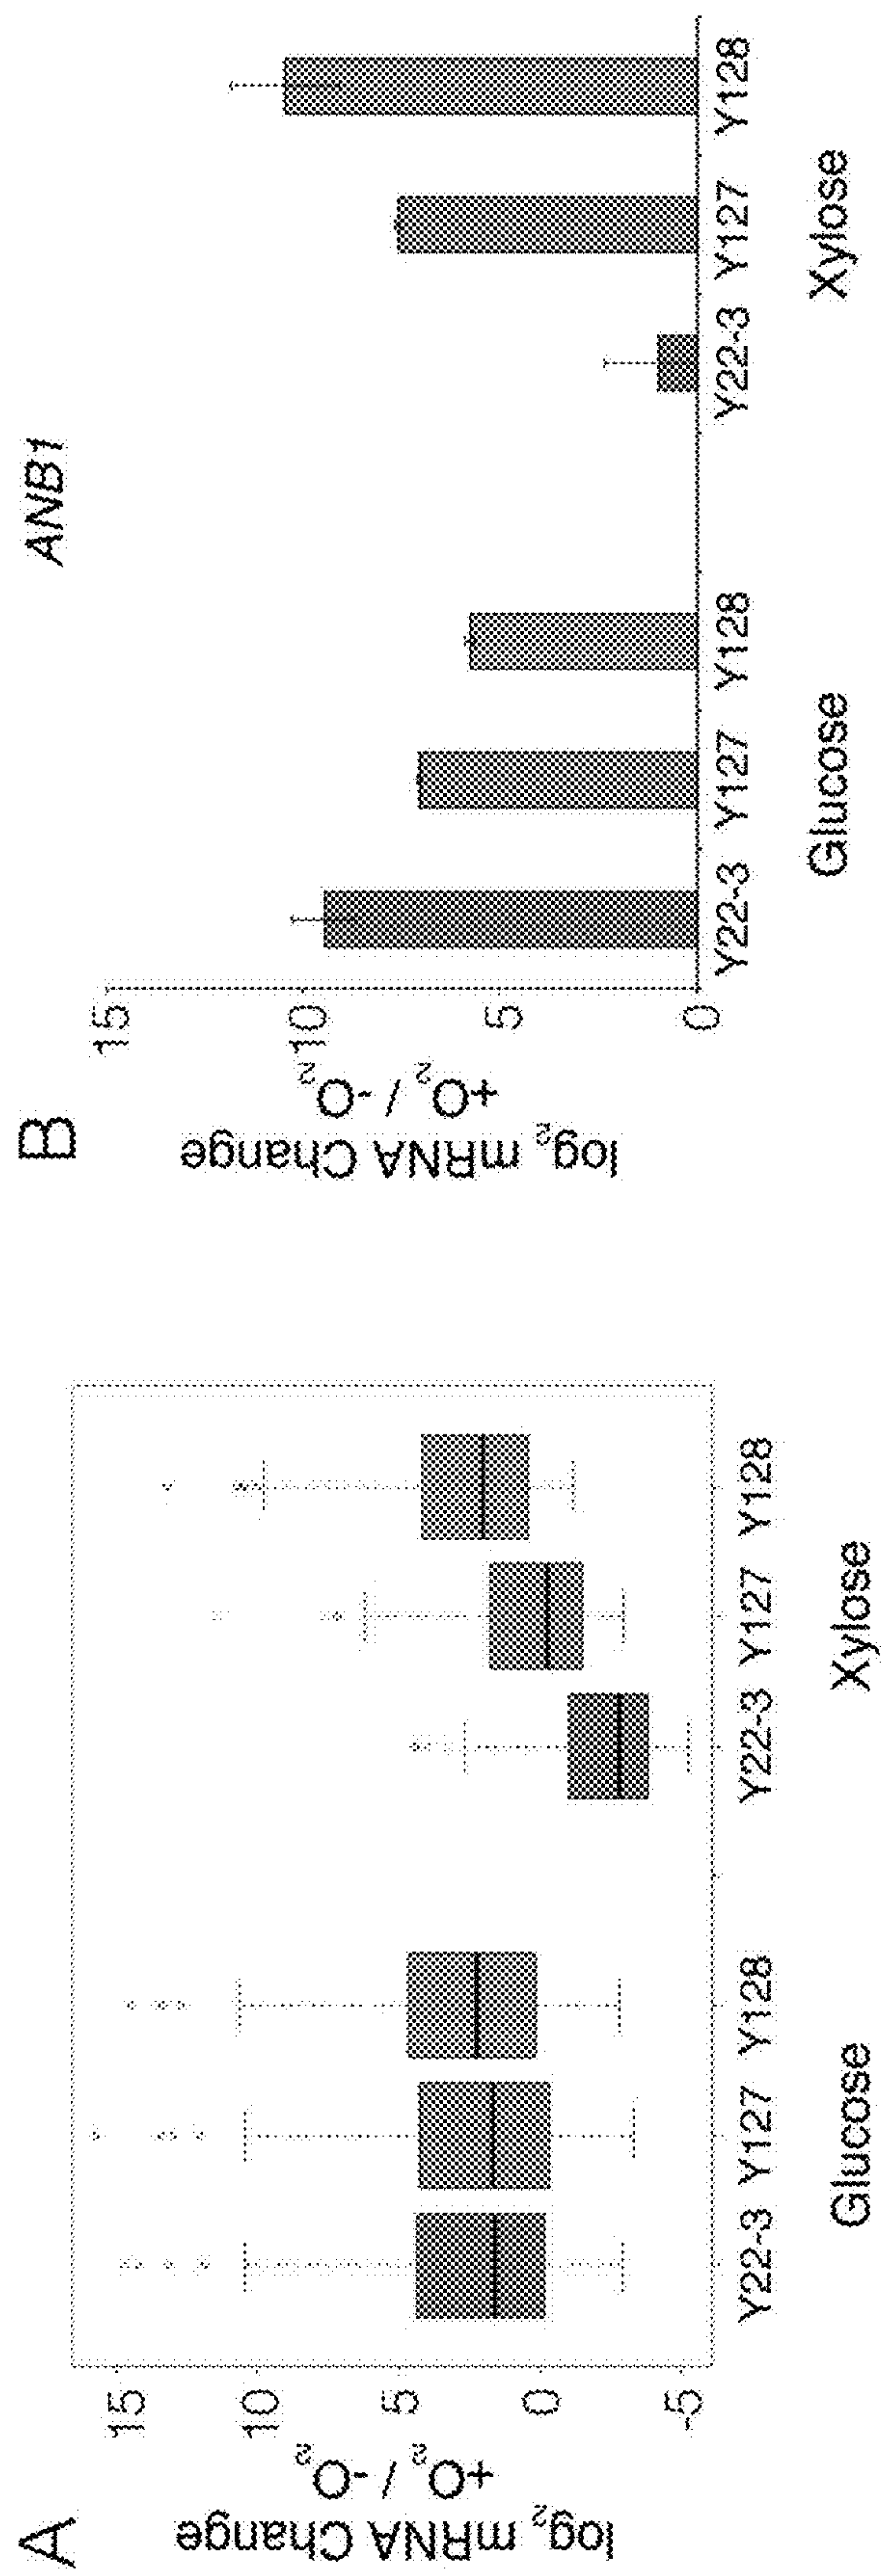 A
log₂ mRNA Change
+O₂ / -O₂
15
10
5
0
-5
Y22-3 Y127 Y128 Y22-3 Y127 Y128
Glucose Xylose
B
ANB1
log₂ mRNA Change
+O₂ / -O₂
15
10
5
0
Y22-3 Y127 Y128 Y22-3 Y127 Y128
Glucose Xylose